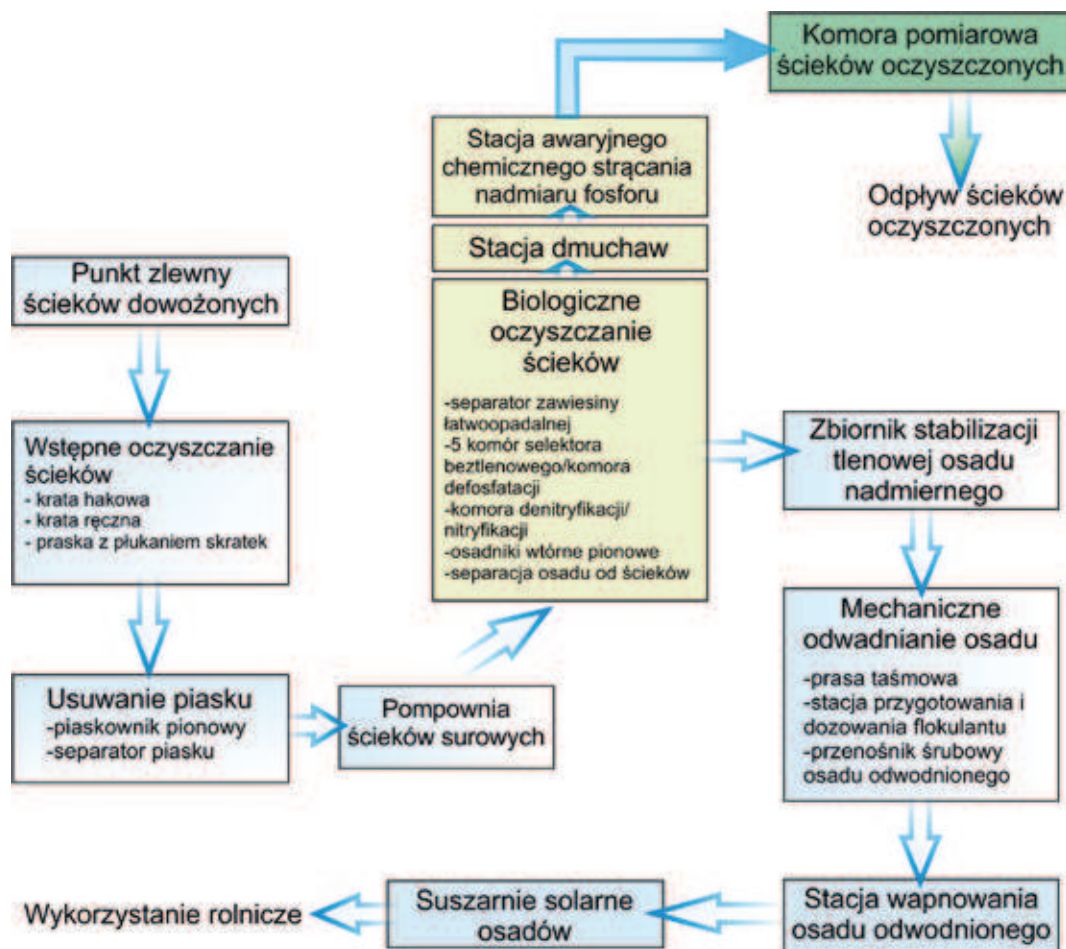 Punkt zlewny
ścieków dowożonych
Wstępne oczyszczanie
ścieków
- krata hakowa
- krata ręczna
- praska z płukaniem skratek
Usuwanie piasku
-piaskownik pionowy
-separator piasku
Pompownia
ścieków surowych
Biologiczne
oczyszczanie
ścieków
-separator zawiesiny
łatwoopadalnej
-5 komór selektora
beztlenowego/komora
defosfatacji
-komora denitryfikacji/
nitryfikacji
-osadniki wtórne pionowe
-separacja osadu od ścieków
Stacja dmuchaw
Stacja awaryjnego
chemicznego strącania
nadmiaru fosforu
Komora pomiarowa
ścieków oczyszczonych
Odpływ ścieków
oczyszczonych
Zbiornik stabilizacji
tlenowej osadu
nadmiernego
Mechaniczne
odwadnianie osadu
-prasa taśmowa
-stacja przygotowania i
dozowania flokulantu
-przenośnik śrubowy
osadu odwodnionego
Stacja wapnowania
osadu odwodnionego
Suszarnie solarne
osadów
Wykorzystanie rolnicze